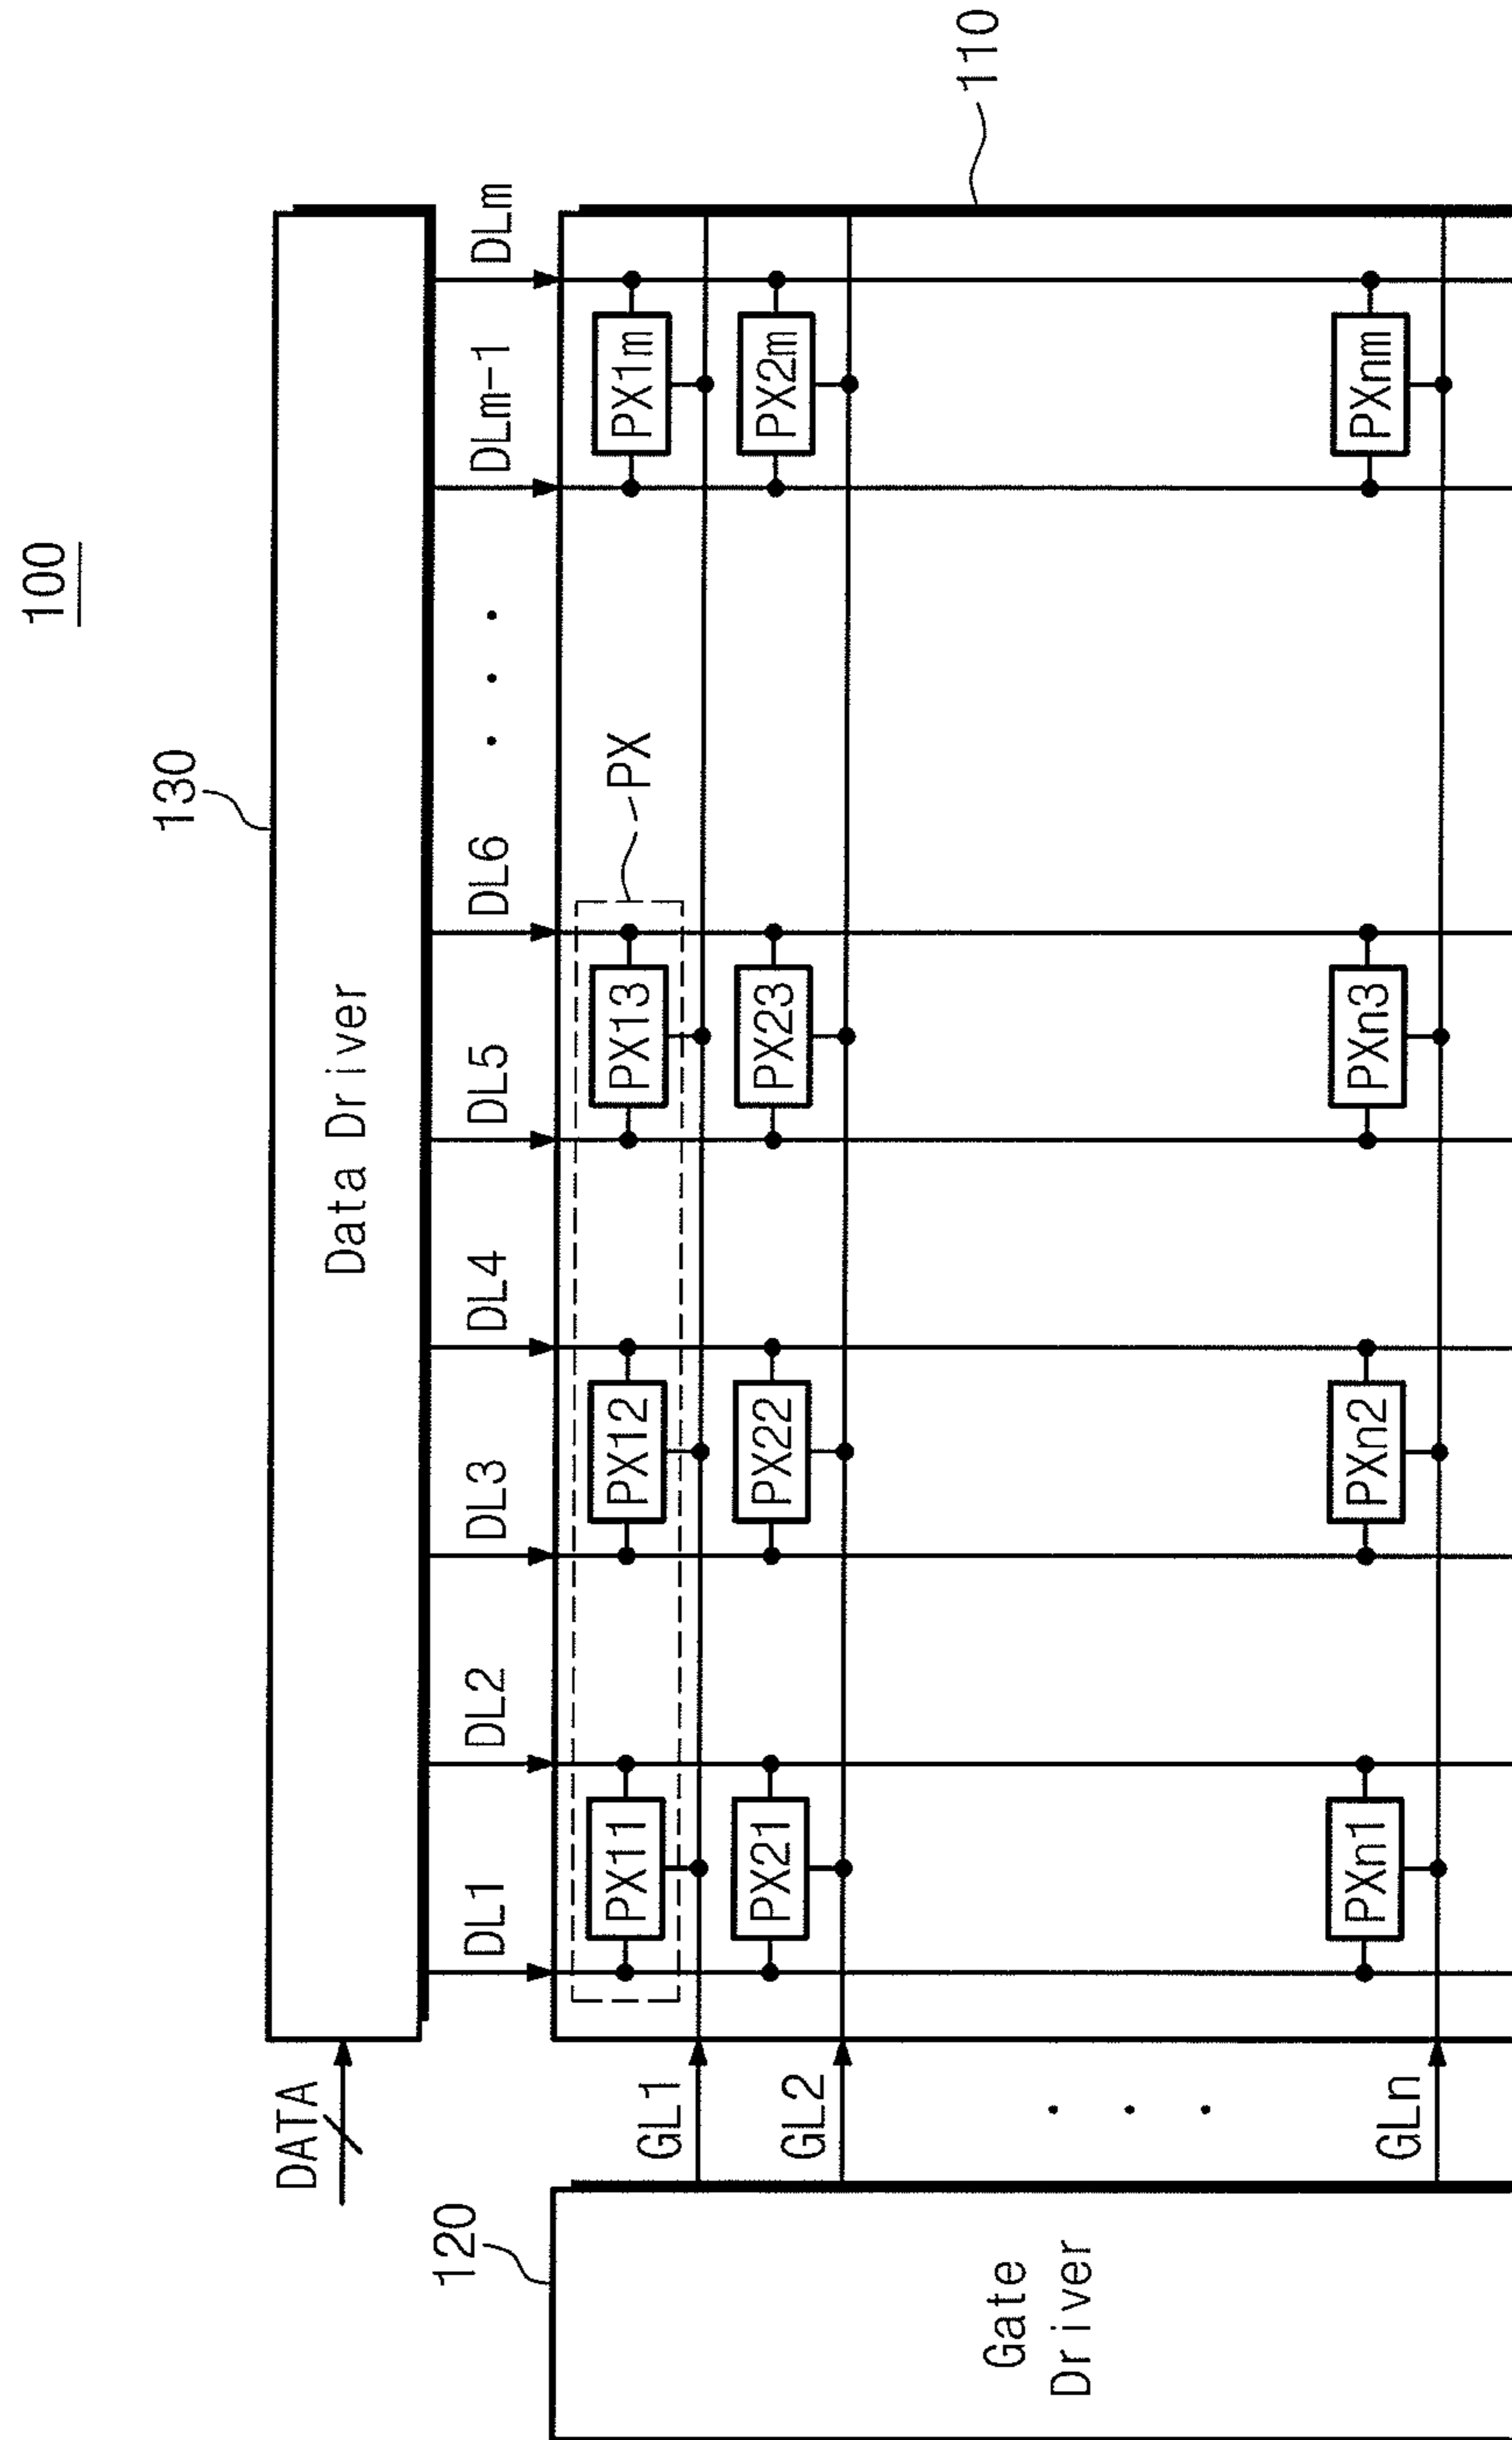 100
130
Data Driver
DATA
DL1
DL2
DL3
DL4
DL5
DL6
. . .
DLm-1
DLm
120
Gate
Driver
GL1
PX11
PX12
PX13
PX
PX1m
GL2
PX21
PX22
PX23
PX2m
110
. . .
GLn
PXn1
PXn2
PXn3
PXnm